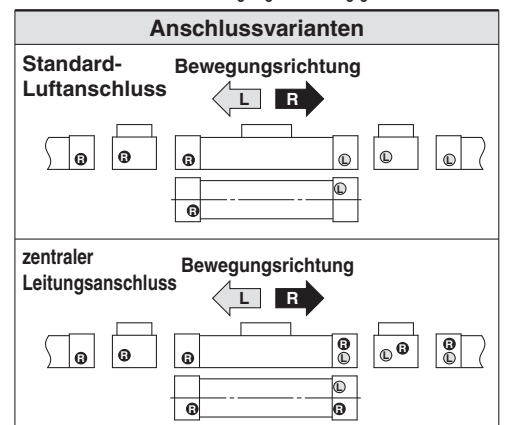 Anschlussvarianten
Standard-
Luftanschluss
Bewegungsrichtung
L R
R R R L L L
L
R
zentraler
Leitungsanschluss
Bewegungsrichtung
L R
R R R R L L R R L
L
R R